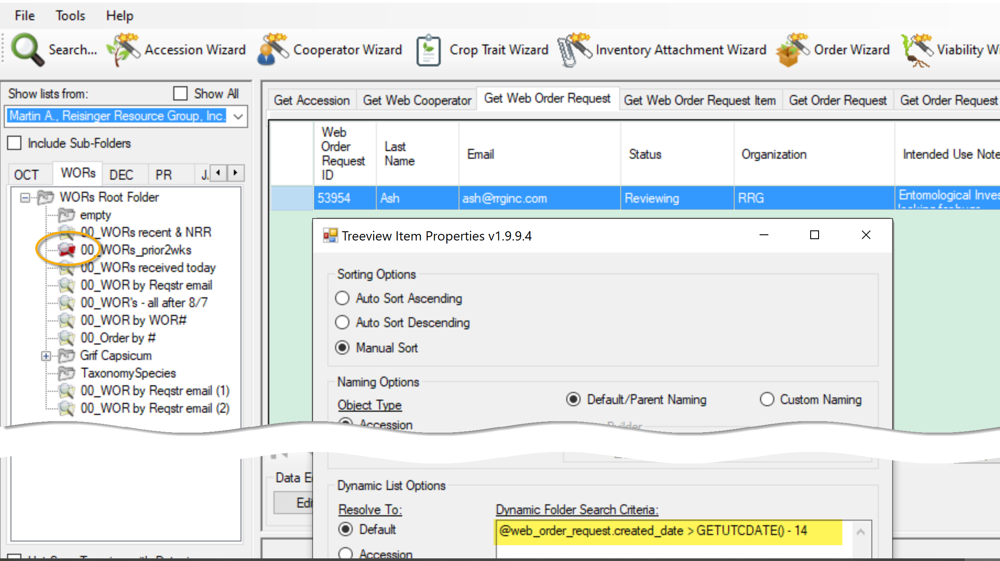 File Tools Help
Search... Accession Wizard Cooperator Wizard Crop Trait Wizard Inventory Attachment Wizard Order Wizard Viability
Show lists from: Show All
Martin A., Reisinger Resource Group, Inc.
Include Sub-Folders
OCT WORs DEC PR
WORs Root Folder
empty
00_WORs recent & NRR
00_WORs_prior2wks
00_WORs received today
00_WOR by Reqstr email
00_WOR's - all after 8/7
00_WOR by WOR#
00_Order by #
Grif Capsicum
TaxonomySpecies
00_WOR by Reqstr email (1)
00_WOR by Reqstr email (2)
Get Accession Get Web Cooperator Get Web Order Request Get Web Order Request Item Get Order Request Get Order Request
Web Order Request ID
Last Name
Email
Status
Organization
Intended Use Note
53954 Ash ash@rrginc.com Reviewing RRG Entomological Inves
looking for bugs
Treeview Item Properties v1.9.9.4
Sorting Options
Auto Sort Ascending
Auto Sort Descending
Manual Sort
Naming Options
Object Type
Default/Parent Naming Custom Naming
Accession
Builder
Data E
Edi
Dynamic List Options
Resolve To:
Default
Accession
Dynamic Folder Search Criteria:
@web_order_request.created_date > GETUTCDATE() - 14